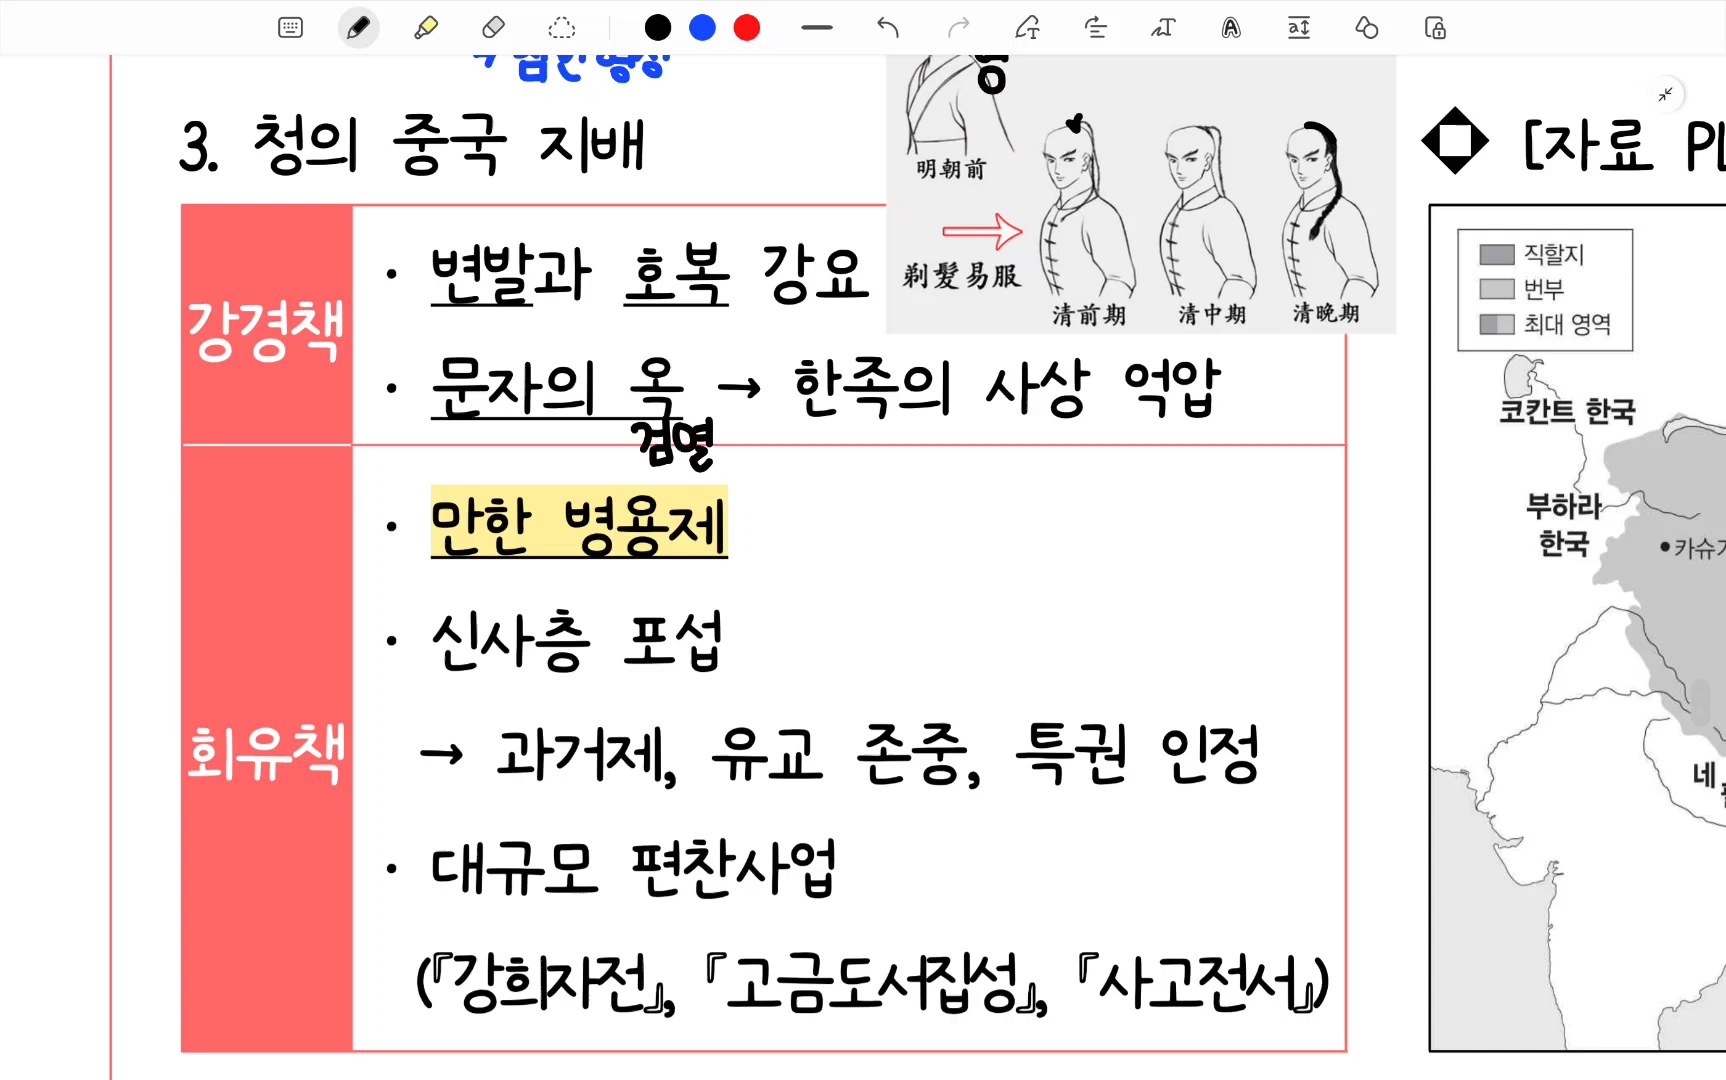 3. 청의 중국 지배
◆ [자료
明朝前
剃髮易服
清前期 清中期 清晚期
강경책
· 변발과 호복 강요
· 문자의 옥 → 한족의 사상 억압
검열
회유책
· 만한 병용제
· 신사층 포섭
→ 과거제, 유교 존중, 특권 인정
· 대규모 편찬사업
(『강희자전』, 『고금도서집성』, 『사고전서』)
직할지
번부
최대 영역
코칸트 한국
부하라
한국
네